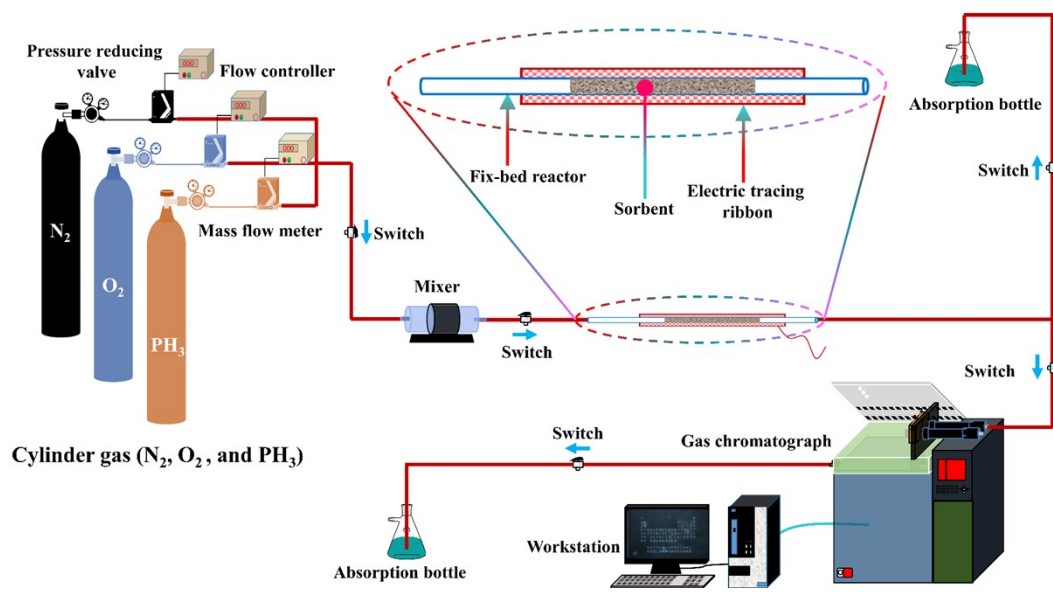 Pressure reducing
valve
Flow controller
Absorption bottle
Fix-bed reactor
Sorbent
Electric tracing
ribbon
Switch
Mass flow meter
Switch
N₂
O₂
PH₃
Mixer
Switch
Switch
Cylinder gas (N₂, O₂ , and PH₃)
Switch
Gas chromatograph
Workstation
Absorption bottle